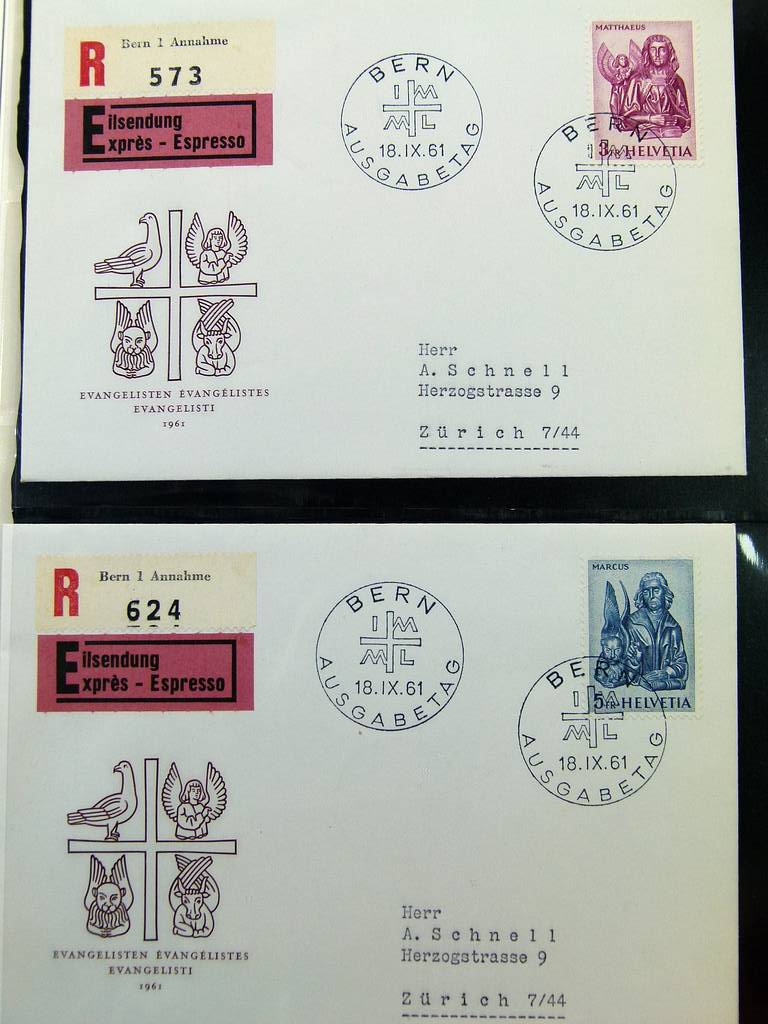 R Bern 1 Annahme
573
Eilsendung
Exprès - Espresso
BERN
I M
M L
18.IX.61
AUSGABETAG
MATTHAEUS
3FR HELVETIA
BERN
I M
M L
18.IX.61
AUSGABETAG
EVANGELISTEN ÉVANGÉLISTES
EVANGELISTI
1961
Herr
A. Schnell
Herzogstrasse 9
Zürich 7/44
R Bern 1 Annahme
624
Eilsendung
Exprès - Espresso
BERN
I M
M L
18.IX.61
AUSGABETAG
MARCUS
5FR HELVETIA
BERN
I M
M L
18.IX.61
AUSGABETAG
EVANGELISTEN ÉVANGÉLISTES
EVANGELISTI
1961
Herr
A. Schnell
Herzogstrasse 9
Zürich 7/44